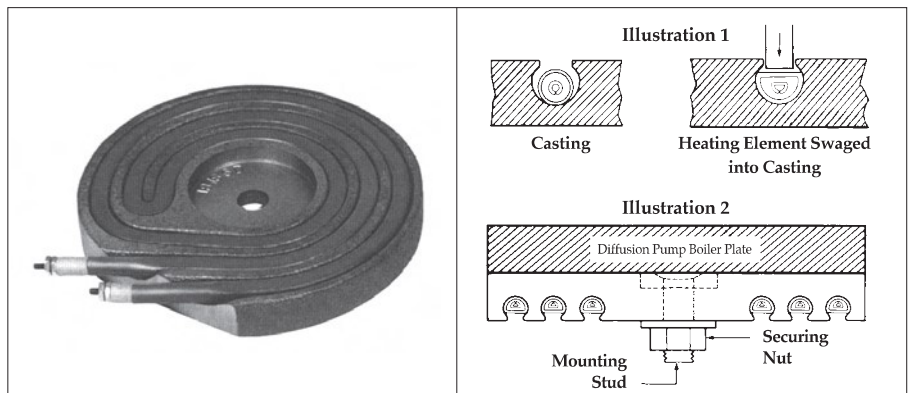 Illustration 1
Casting
Heating Element Swaged
into Casting
Illustration 2
Diffusion Pump Boiler Plate
Securing
Nut
Mounting
Stud